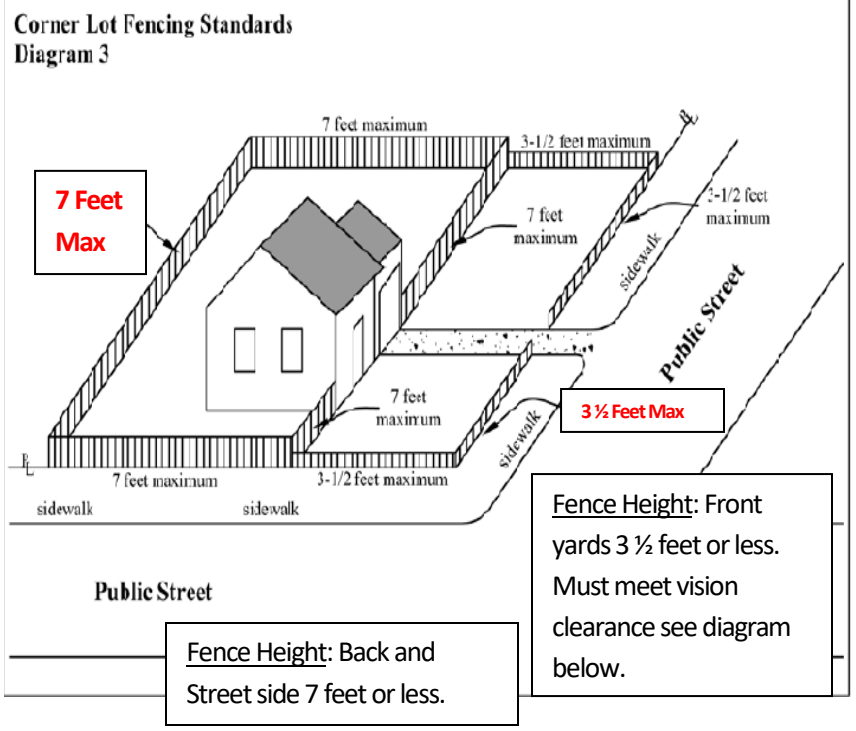 Corner Lot Fencing Standards
Diagram 3
7 feet maximum
3-1/2 feet maximum
PL
7 Feet
Max
3-1/2 feet
maximum
7 feet
maximum
sidewalk
Public Street
7 feet
maximum
3 ½ Feet Max
sidewalk
PL
7 feet maximum
3-1/2 feet maximum
sidewalk
sidewalk
Public Street
Fence Height: Front
yards 3 ½ feet or less.
Must meet vision
clearance see diagram
below.
Fence Height: Back and
Street side 7 feet or less.